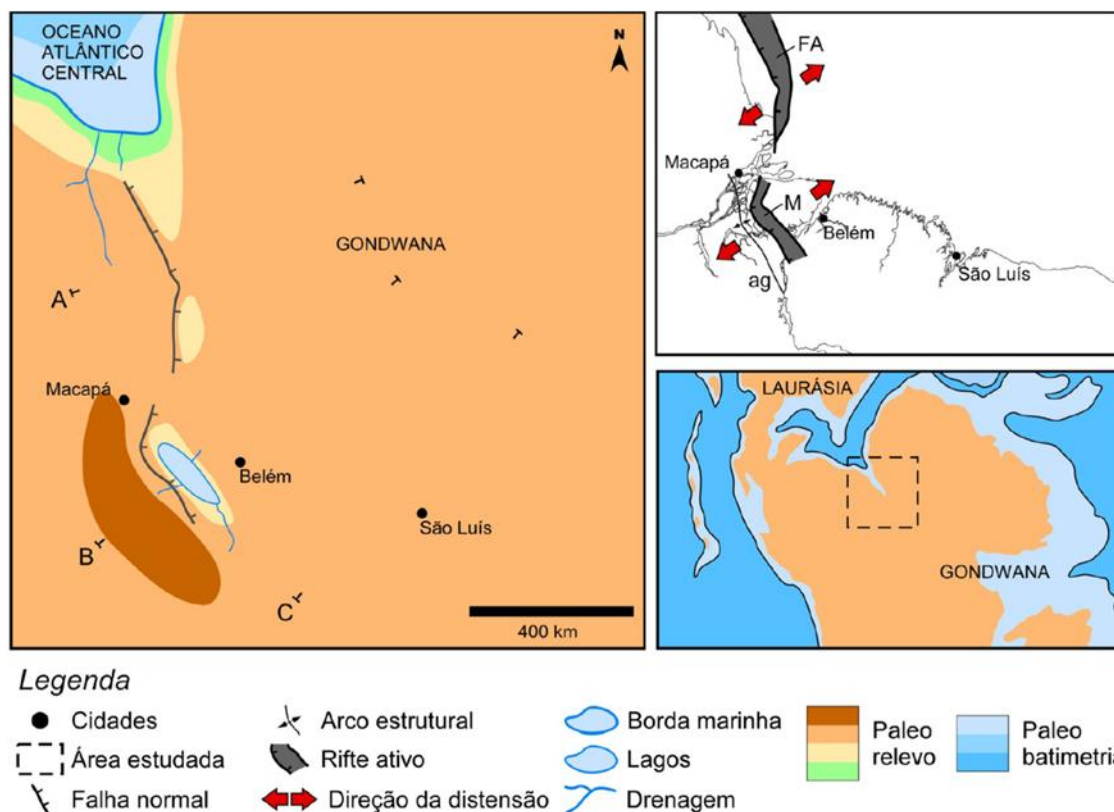 OCEANO
ATLÂNTICO
CENTRAL
N
GONDWANA
A
Macapá
Belém
São Luís
B
C
400 km
FA
Macapá
M
Belém
São Luís
ag
LAURÁSIA
GONDWANA
Legenda
Cidades
Arco estrutural
Borda marinha
Paleo
relevo
Paleo
batimetria
Área estudada
Rifte ativo
Lagos
Falha normal
Direção da distensão
Drenagem